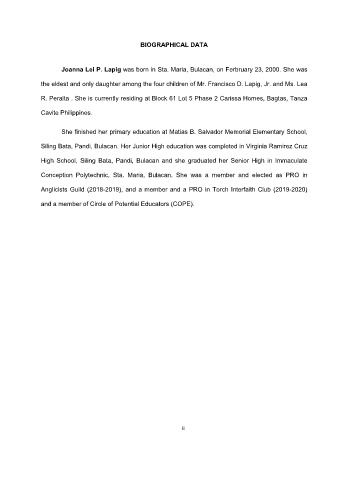 BIOGRAPHICAL DATA
Joanna Lel P. Lapig was born in Sta. Maria, Bulacan, on Ferbruary 23, 2000. She was
the eldest and only daughter among the four children of Mr. Francisco D. Lapig, Jr. and Ms. Lea
R. Peralta . She is currently residing at Block 61 Lot 5 Phase 2 Carissa Homes, Bagtas, Tanza
Cavite Philippines.
She finished her primary education at Matias B. Salvador Memorial Elementary School,
Siling Bata, Pandi, Bulacan. Her Junior High education was completed in Virginia Ramirez Cruz
High School, Siling Bata, Pandi, Bulacan and she graduated her Senior High in Immaculate
Conception Polytechnic, Sta. Maria, Bulacan. She was a member and elected as PRO in
Anglicists Guild (2018-2019), and a member and a PRO in Torch Interfaith Club (2019-2020)
and a member of Circle of Potential Educators (COPE).
ii